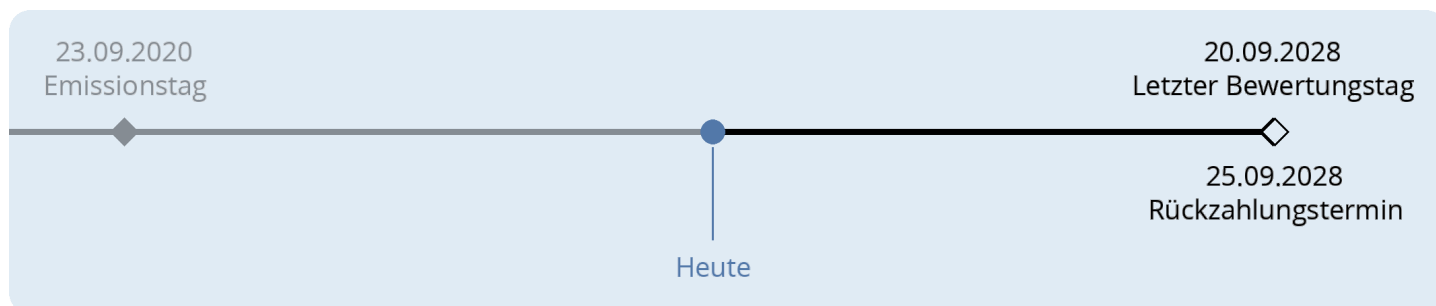 23.09.2020
Emissionstag
20.09.2028
Letzter Bewertungstag
25.09.2028
Rückzahlungstermin
Heute